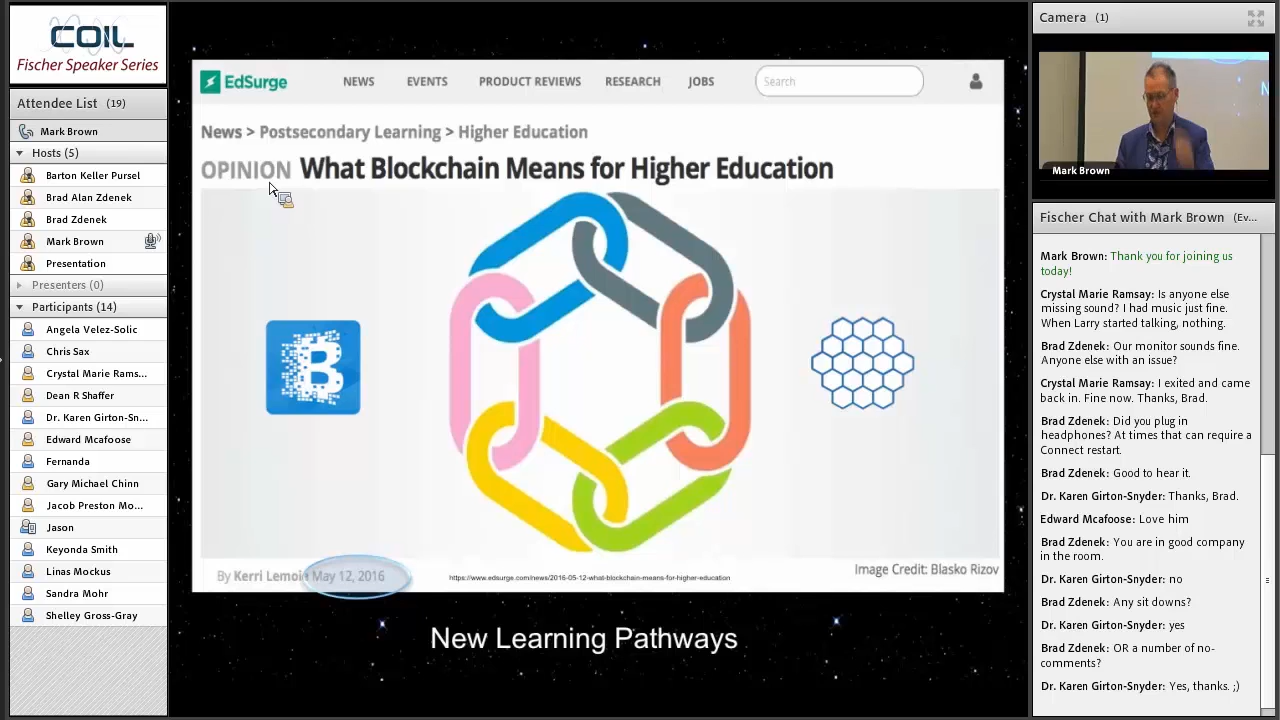 COIL
Fischer Speaker Series
Attendee List (19)
Mark Brown
Hosts (5)
Barton Keller Pursel
Brad Alan Zdenek
Brad Zdenek
Mark Brown
Presentation
Presenters (0)
Participants (14)
Angela Velez-Solic
Chris Sax
Crystal Marie Rams...
Dean R Shaffer
Dr. Karen Girton-Sn...
Edward Mcafoose
Fernanda
Gary Michael Chinn
Jacob Preston Mo...
Jason
Keyonda Smith
Linas Mockus
Sandra Mohr
Shelley Gross-Gray
EdSurge
NEWS EVENTS PRODUCT REVIEWS RESEARCH JOBS
Search
News > Postsecondary Learning > Higher Education
OPINION What Blockchain Means for Higher Education
B
By Kerri Lemoi May 12, 2016
https://www.edsurge.com/news/2016-05-12-what-blockchain-means-for-higher-education
Image Credit: Blasko Rizov
New Learning Pathways
Camera (1)
Mark Brown
Fischer Chat with Mark Brown (Ev...
Mark Brown: Thank you for joining us
today!
Crystal Marie Ramsay: Is anyone else
missing sound? I had music just fine.
When Larry started talking, nothing.
Brad Zdenek: Our monitor sounds fine.
Anyone else with an issue?
Crystal Marie Ramsay: I exited and came
back in. Fine now. Thanks, Brad.
Brad Zdenek: Did you plug in
headphones? At times that can require a
Connect restart.
Brad Zdenek: Good to hear it.
Dr. Karen Girton-Snyder: Thanks, Brad.
Edward Mcafoose: Love him
Brad Zdenek: You are in good company
in the room.
Dr. Karen Girton-Snyder: no
Brad Zdenek: Any sit downs?
Dr. Karen Girton-Snyder: yes
Brad Zdenek: OR a number of no-
comments?
Dr. Karen Girton-Snyder: Yes, thanks. ;)